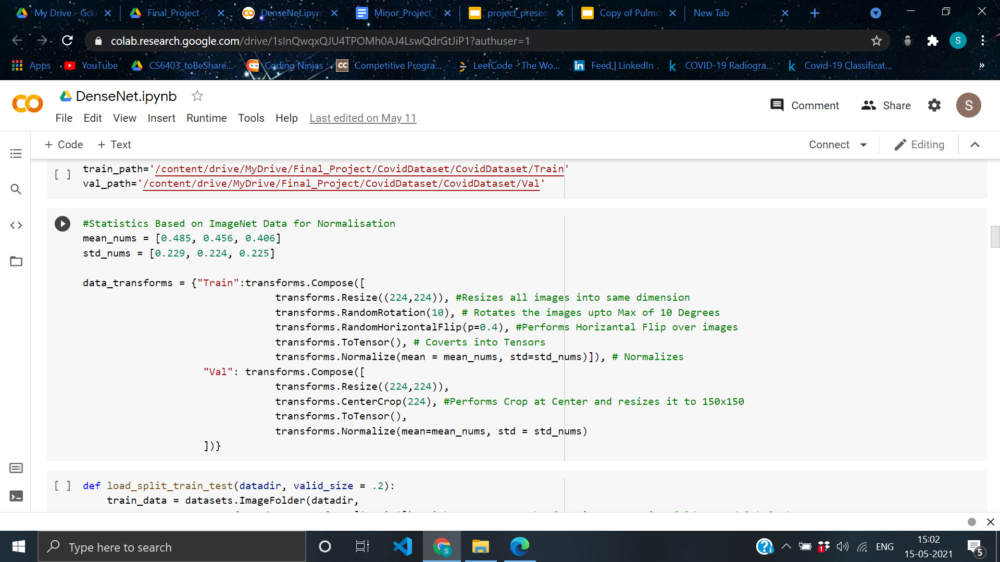 My Drive - Goo
Final_Project -
DenseNet.ipyn
Minor_Project
project_presen
Copy of Pulmo
New Tab
colab.research.google.com/drive/1sInQwqxQJU4TPOMh0AJ4LswQdrGtJiP1?authuser=1
S
Apps
YouTube
CS6403_toBeShare...
Coding Ninjas
CC
Competitive Progra...
LeetCode - The Wo...
in
Feed | LinkedIn
k
COVID-19 Radiogra...
k
Covid-19 Classificat...
»
DenseNet.ipynb
Comment
Share
S
File Edit View Insert Runtime Tools Help Last edited on May 11
+ Code + Text
Connect
Editing
[ ]
train_path='/content/drive/MyDrive/Final_Project/CovidDataset/CovidDataset/Train'
val_path='/content/drive/MyDrive/Final_Project/CovidDataset/CovidDataset/Val'
#Statistics Based on ImageNet Data for Normalisation
mean_nums = [0.485, 0.456, 0.406]
std_nums = [0.229, 0.224, 0.225]
data_transforms = {"Train":transforms.Compose([
transforms.Resize((224,224)), #Resizes all images into same dimension
transforms.RandomRotation(10), # Rotates the images upto Max of 10 Degrees
transforms.RandomHorizontalFlip(p=0.4), #Performs Horizantal Flip over images
transforms.ToTensor(), # Coverts into Tensors
transforms.Normalize(mean = mean_nums, std=std_nums)]), # Normalizes
"Val": transforms.Compose([
transforms.Resize((224,224)),
transforms.CenterCrop(224), #Performs Crop at Center and resizes it to 150x150
transforms.ToTensor(),
transforms.Normalize(mean=mean_nums, std = std_nums)
])}
[ ]
def load_split_train_test(datadir, valid_size = .2):
train_data = datasets.ImageFolder(datadir,
Type here to search
S
1
ENG
15:02
15-05-2021
5